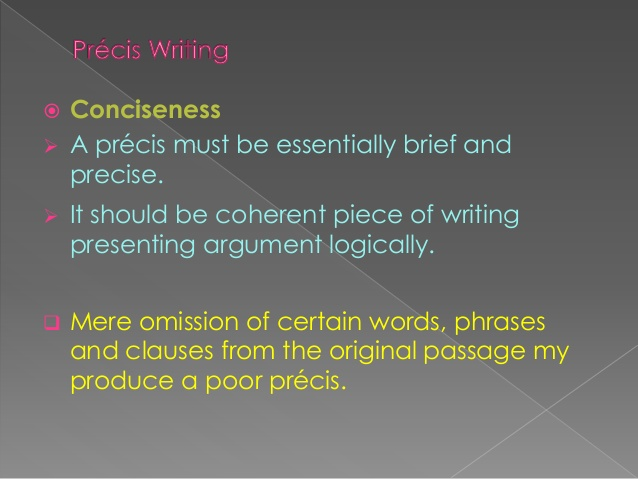 Précis Writing
Conciseness
A précis must be essentially brief and
precise.
It should be coherent piece of writing
presenting argument logically.
Mere omission of certain words, phrases
and clauses from the original passage my
produce a poor précis.